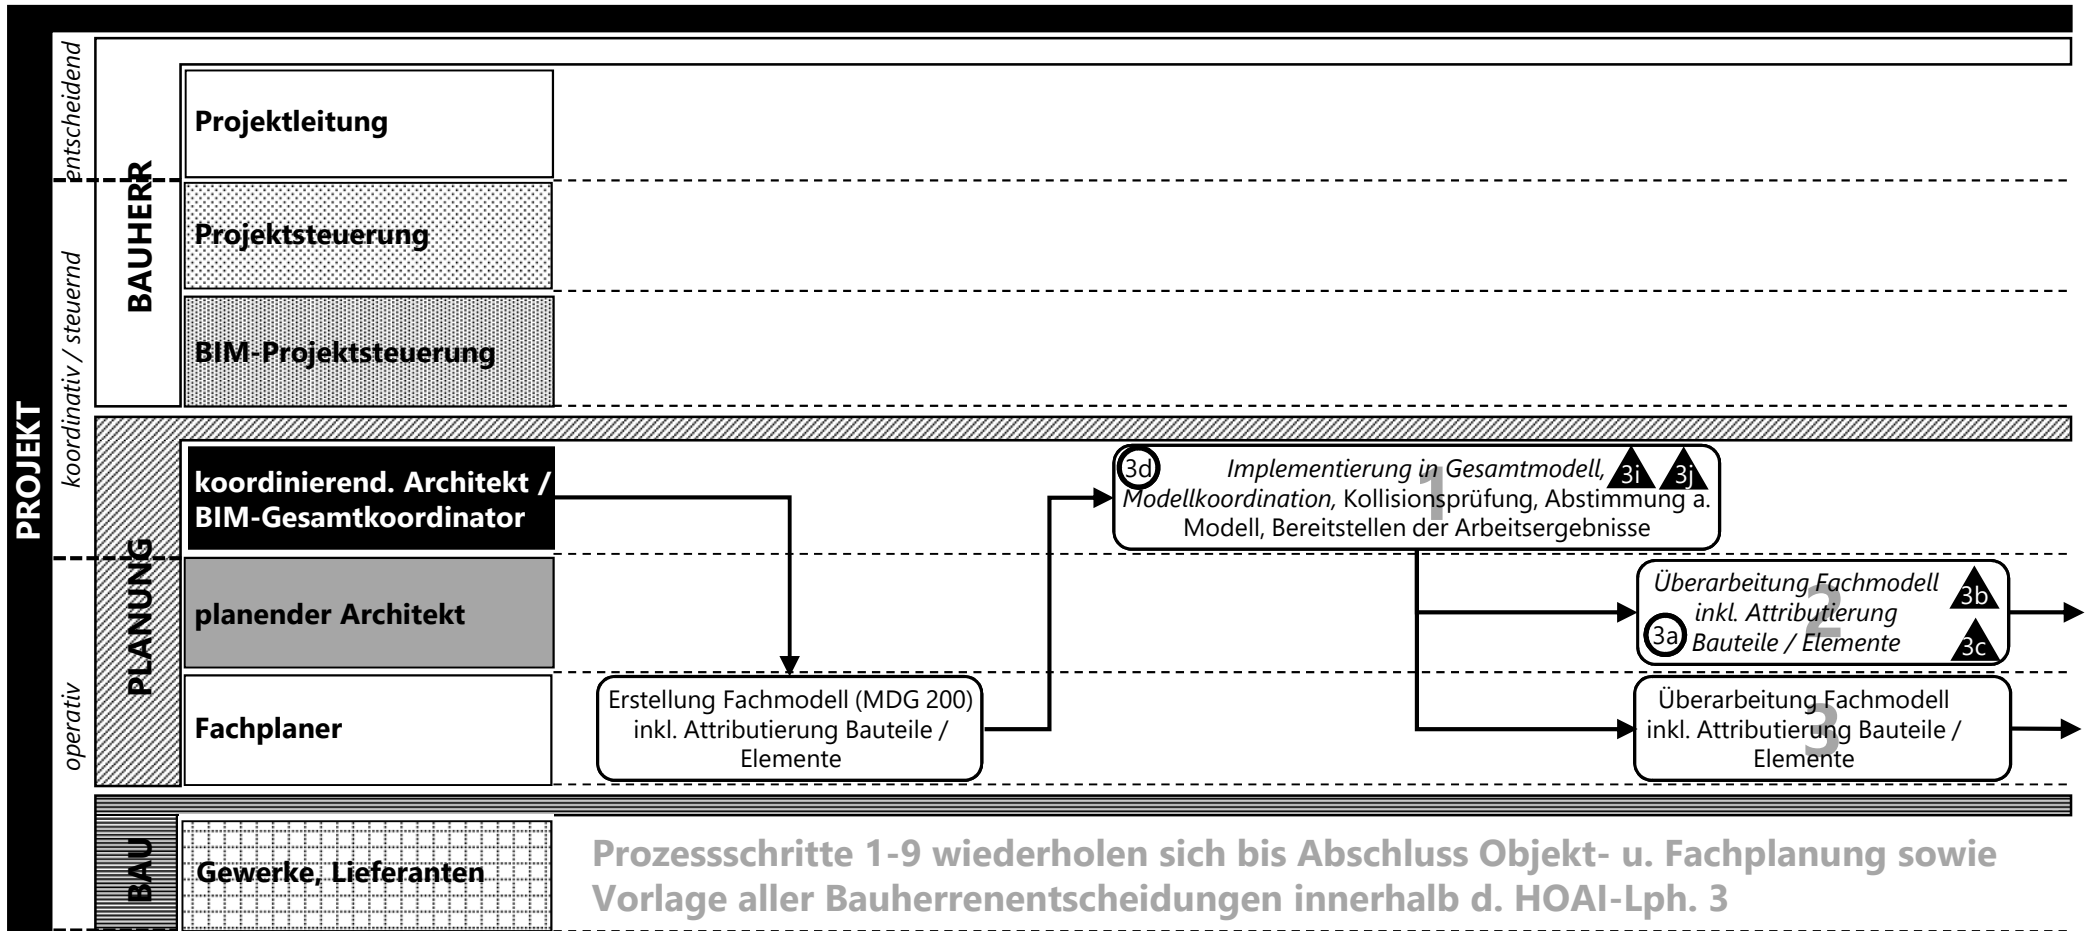 PROJEKT
entscheidend
koordinativ / steuernd
operativ
BAUHERR
Projektleitung
Projektsteuerung
BIM-Projektsteuerung
PLANUNG
koordinierend. Architekt /
BIM-Gesamtkoordinator
planender Architekt
Fachplaner
Erstellung Fachmodell (MDG 200)
inkl. Attributierung Bauteile /
Elemente
1
3d
Implementierung in Gesamtmodell,
3i
3j
Modellkoordination, Kollisionsprüfung, Abstimmung a.
Modell, Bereitstellen der Arbeitsergebnisse
2
Überarbeitung Fachmodell
3b
inkl. Attributierung
3a
Bauteile / Elemente
3c
3
Überarbeitung Fachmodell
inkl. Attributierung Bauteile /
Elemente
BAU
Gewerke, Lieferanten
Prozessschritte 1-9 wiederholen sich bis Abschluss Objekt- u. Fachplanung sowie
Vorlage aller Bauherrenentscheidungen innerhalb d. HOAI-Lph. 3